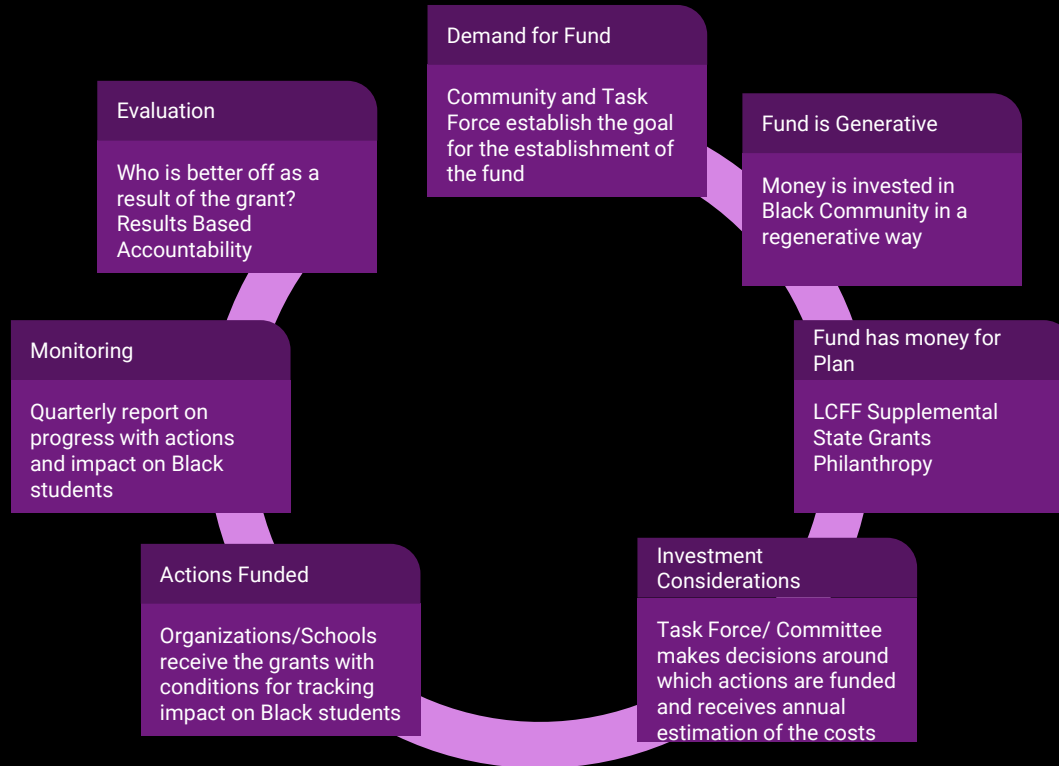 Demand for Fund
Community and Task
Force establish the goal
for the establishment of
the fund
Fund is Generative
Money is invested in
Black Community in a
regenerative way
Fund has money for
Plan
LCFF Supplemental
State Grants
Philanthropy
Investment
Considerations
Task Force/ Committee
makes decisions around
which actions are funded
and receives annual
estimation of the costs
Actions Funded
Organizations/Schools
receive the grants with
conditions for tracking
impact on Black students
Monitoring
Quarterly report on
progress with actions
and impact on Black
students
Evaluation
Who is better off as a
result of the grant?
Results Based
Accountability